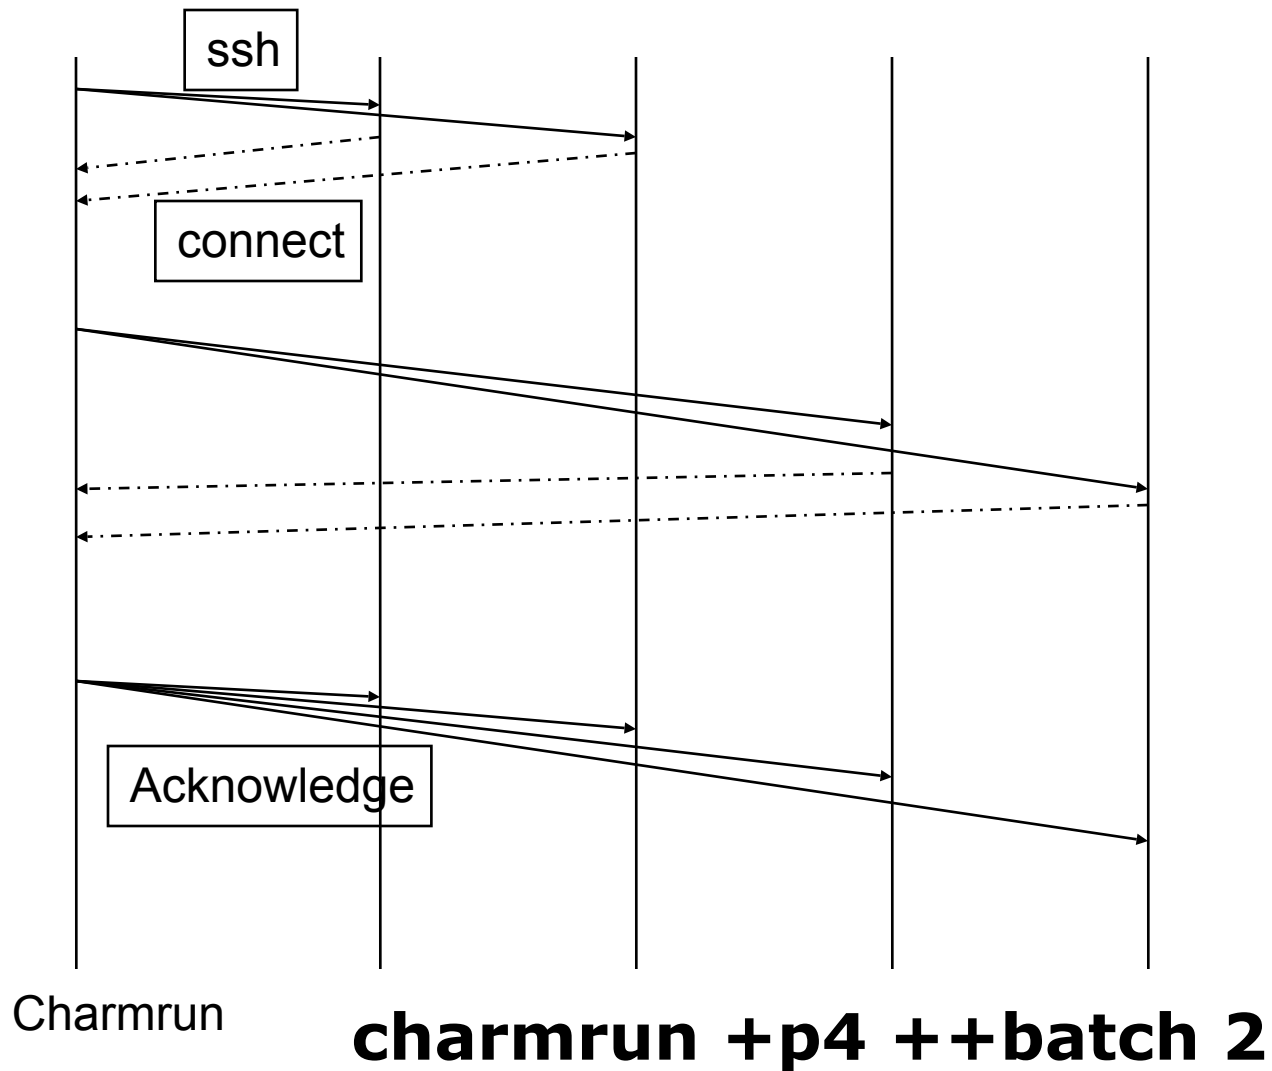 ssh
connect
Acknowledge
Charmrun
charmrun +p4 ++batch 2